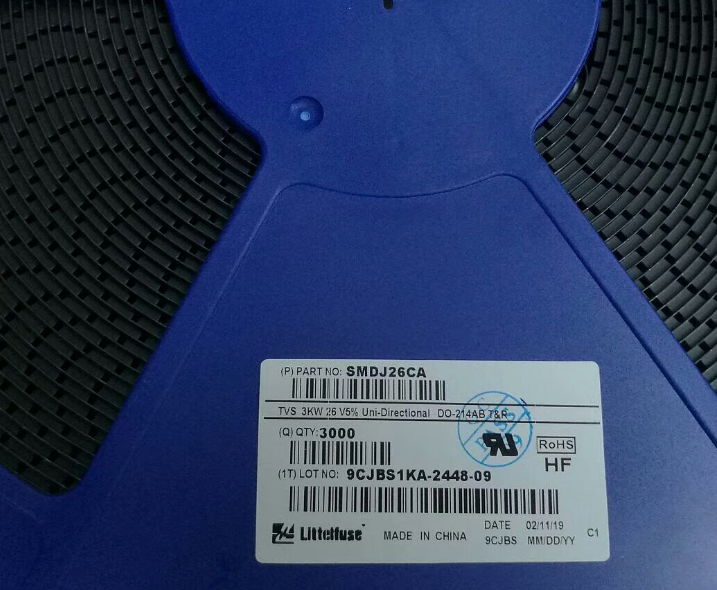 (P) PART NO: SMDJ26CA
TVS 3KW 26 V5% Uni-Directional DO-214AB T&R
(Q) QTY: 3000
RoHS
HF
(1T) LOT NO: 9CJBS1KA-2448-09
Littelfuse MADE IN CHINA DATE 02/11/19 C1
9CJBS MM/DD/YY